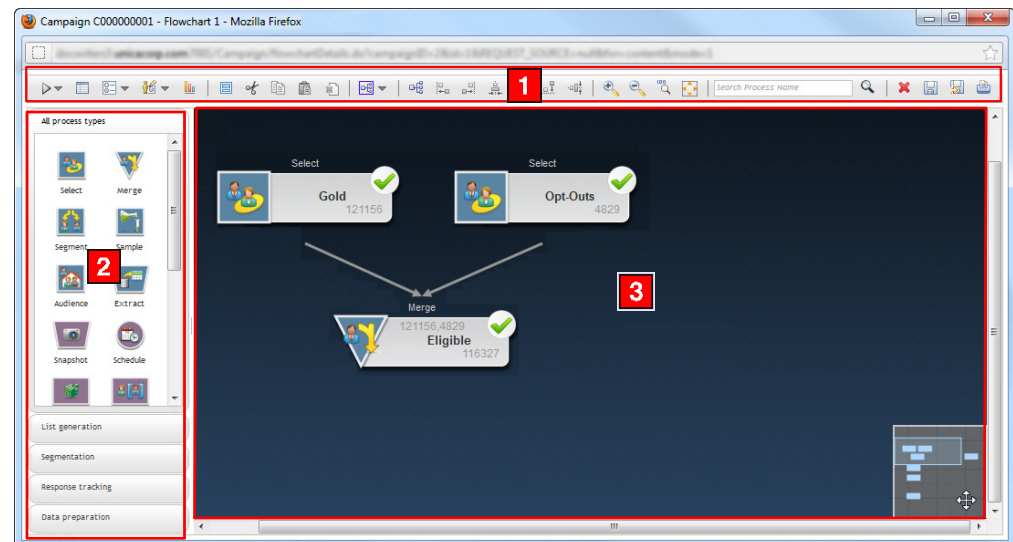 Campaign C000000001 - Flowchart 1 - Mozilla Firefox
1
100
Search Process Name
All process types
Select
Merge
Segment
Sample
2
Audience
Extract
Snapshot
Schedule
List generation
Segmentation
Response tracking
Data preparation
Select
Gold
121156
Select
Opt-Outs
4829
3
Merge
121156,4829
Eligible
116327